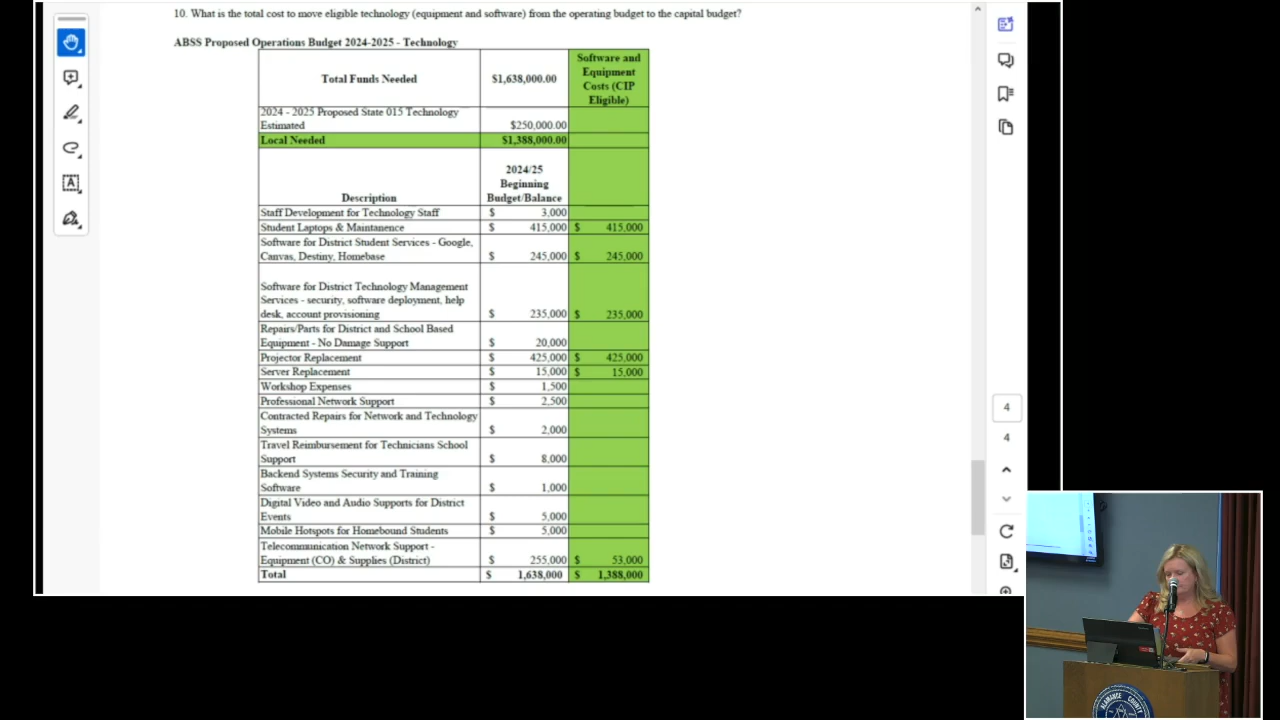 10. What is the total cost to move eligible technology (equipment and software) from the operating budget to the capital budget?
ABSS Proposed Operations Budget 2024-2025 - Technology
Total Funds Needed $1,638,000.00 Software and Equipment Costs (CIP Eligible)
2024 - 2025 Proposed State 015 Technology
Estimated $250,000.00
Local Needed $1,388,000.00
2024/25
Beginning
Description Budget/Balance
Staff Development for Technology Staff $ 3,000
Student Laptops & Maintanence $ 415,000 $ 415,000
Software for District Student Services - Google,
Canvas, Destiny, Homebase $ 245,000 $ 245,000
Software for District Technology Management
Services - security, software deployment, help
desk, account provisioning $ 235,000 $ 235,000
Repairs/Parts for District and School Based
Equipment - No Damage Support $ 20,000
Projector Replacement $ 425,000 $ 425,000
Server Replacement $ 15,000 $ 15,000
Workshop Expenses $ 1,500
Professional Network Support $ 2,500
Contracted Repairs for Network and Technology
Systems $ 2,000
Travel Reimbursement for Technicians School
Support $ 8,000
Backend Systems Security and Training
Software $ 1,000
Digital Video and Audio Supports for District
Events $ 5,000
Mobile Hotspots for Homebound Students $ 5,000
Telecommunication Network Support -
Equipment (CO) & Supplies (District) $ 255,000 $ 53,000
Total $ 1,638,000 $ 1,388,000
4
4
ALAMANCE COUNTY